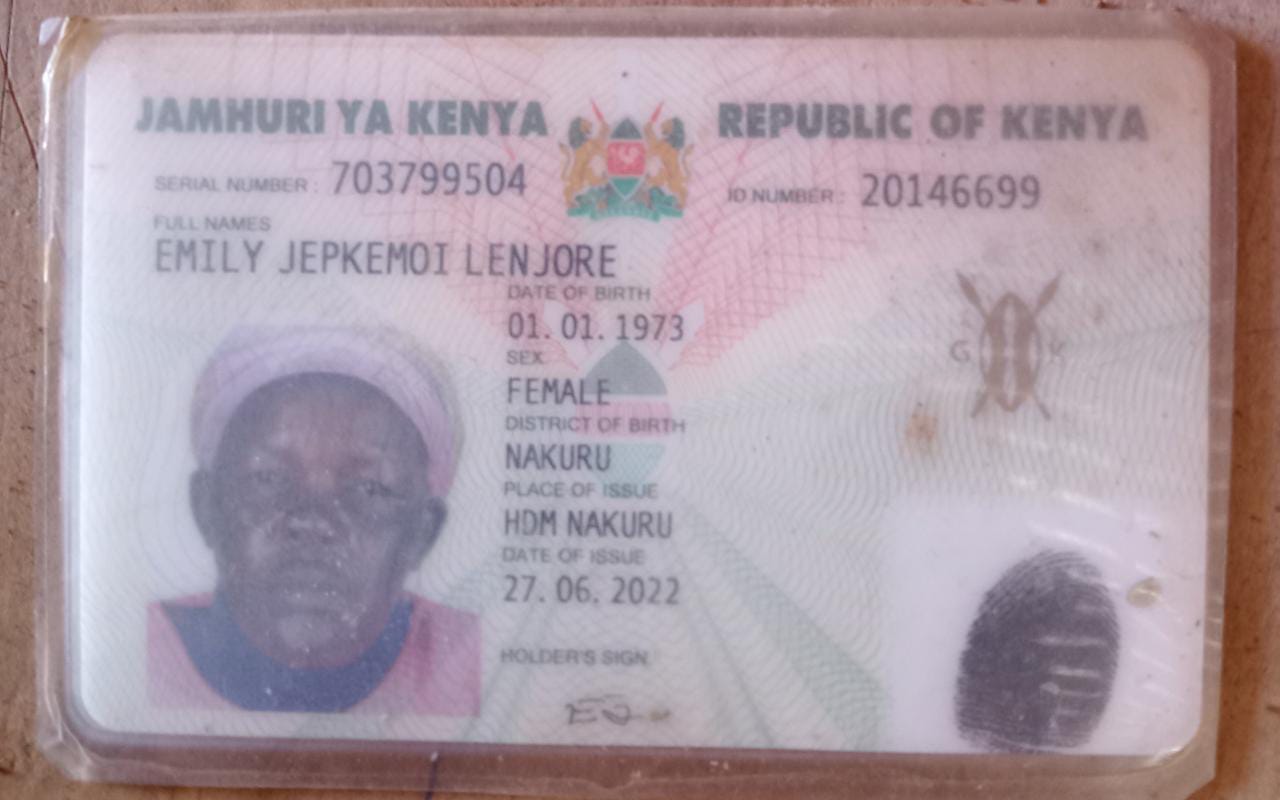 JAMHURI YA KENYA REPUBLIC OF KENYA
SERIAL NUMBER : 703799504 ID NUMBER : 20146699
FULL NAMES
EMILY JEPKEMOI LENJORE
DATE OF BIRTH
01. 01. 1973
SEX
FEMALE
DISTRICT OF BIRTH
NAKURU
PLACE OF ISSUE
HDM NAKURU
DATE OF ISSUE
27. 06. 2022
HOLDER'S SIGN.
G K